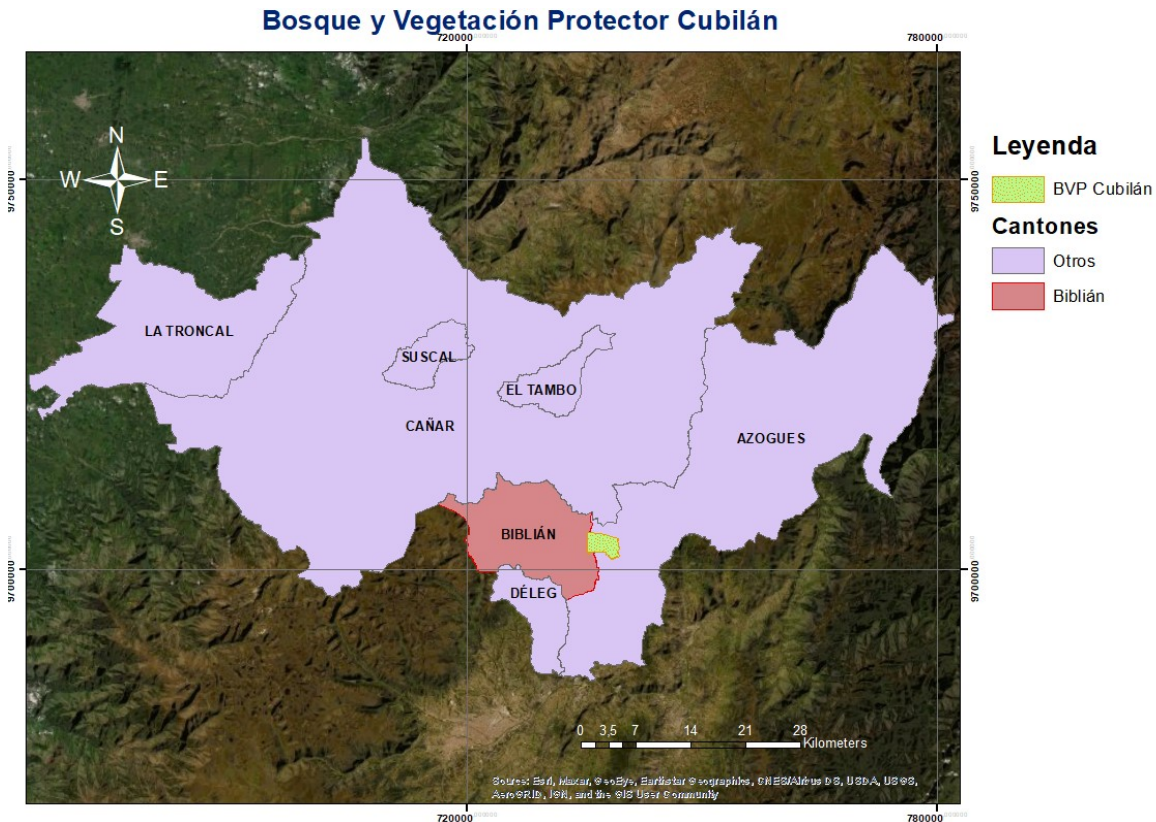 Bosque y Vegetación Protector Cubilán
720000
780000
N
W E
S
9750000
9750000
Leyenda
BVP Cubilán
Cantones
Otros
Biblián
LA TRONCAL
SUSCAL
EL TAMBO
CAÑAR
AZOGUES
BIBLIÁN
DÉLEG
9700000
9700000
0 3,5 7 14 21 28
Kilometers
Source: Esri, Maxar, GeoEye, Earthstar Geographics, CNES/Airbus DS, USDA, USGS,
AeroGRID, IGN, and the GIS User Community
720000
780000